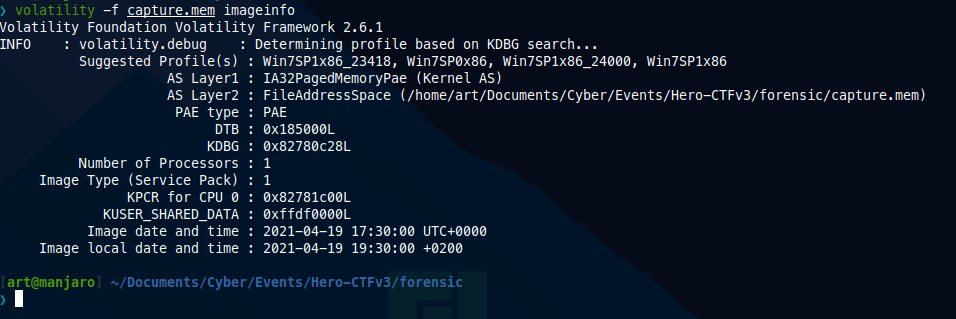 ❯ volatility -f capture.mem imageinfo
Volatility Foundation Volatility Framework 2.6.1
INFO    : volatility.debug    : Determining profile based on KDBG search...
          Suggested Profile(s) : Win7SP1x86_23418, Win7SP0x86, Win7SP1x86_24000, Win7SP1x86
                     AS Layer1 : IA32PagedMemoryPae (Kernel AS)
                     AS Layer2 : FileAddressSpace (/home/art/Documents/Cyber/Events/Hero-CTFv3/forensic/capture.mem)
                      PAE type : PAE
                           DTB : 0x185000L
                          KDBG : 0x82780c28L
          Number of Processors : 1
     Image Type (Service Pack) : 1
                KPCR for CPU 0 : 0x82781c00L
             KUSER_SHARED_DATA : 0xffdf0000L
           Image date and time : 2021-04-19 17:30:00 UTC+0000
     Image local date and time : 2021-04-19 19:30:00 +0200
[art@manjaro] ~/Documents/Cyber/Events/Hero-CTFv3/forensic
❯